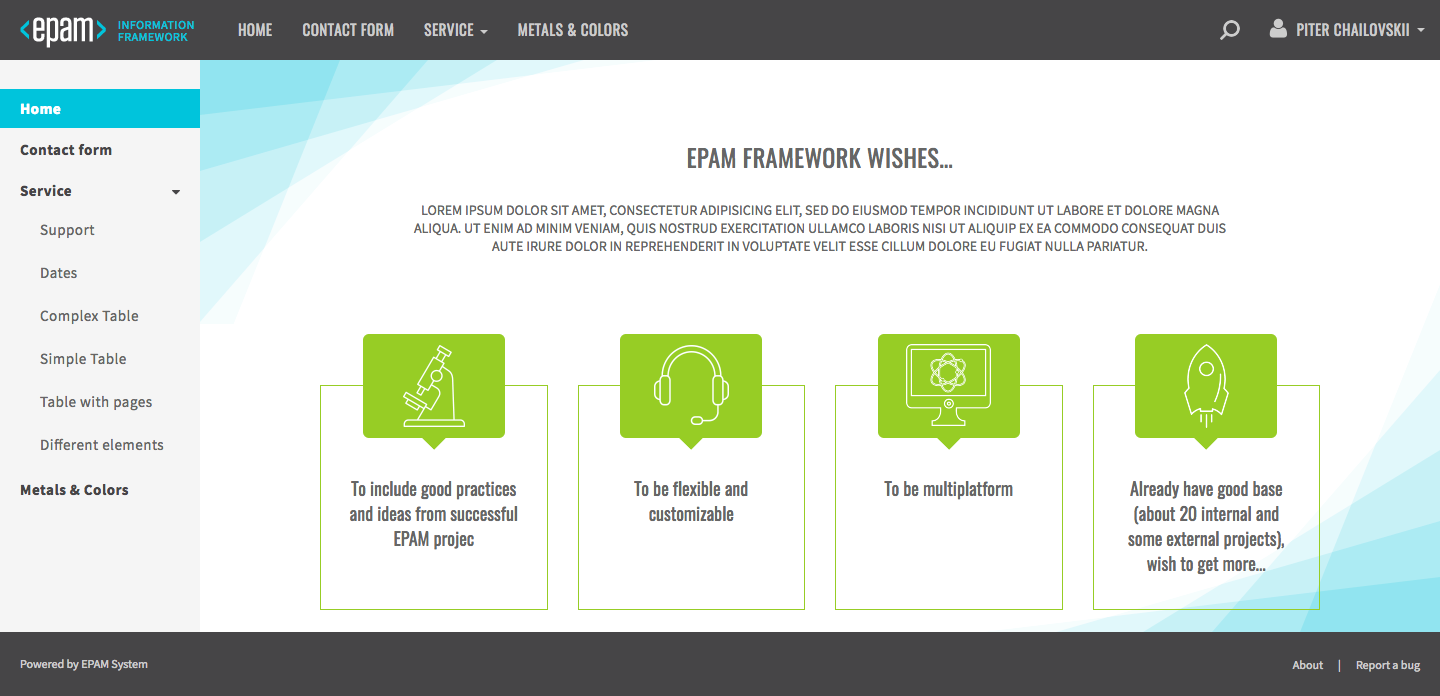 <epam> INFORMATION FRAMEWORK
HOME
CONTACT FORM
SERVICE
METALS & COLORS
PITER CHAILOVSKII
Home
Contact form
Service
Support
Dates
Complex Table
Simple Table
Table with pages
Different elements
Metals & Colors
EPAM FRAMEWORK WISHES...
LOREM IPSUM DOLOR SIT AMET, CONSECTETUR ADIPISICING ELIT, SED DO EIUSMOD TEMPOR INCIDIDUNT UT LABORE ET DOLORE MAGNA
ALIQUA. UT ENIM AD MINIM VENIAM, QUIS NOSTRUD EXERCITATION ULLAMCO LABORIS NISI UT ALIQUIP EX EA COMMODO CONSEQUAT DUIS
AUTE IRURE DOLOR IN REPREHENDERIT IN VOLUPTATE VELIT ESSE CILLUM DOLORE EU FUGIAT NULLA PARIATUR.
To include good practices
and ideas from successful
EPAM projec
To be flexible and
customizable
To be multiplatform
Already have good base
(about 20 internal and
some external projects),
wish to get more...
Powered by EPAM System
About | Report a bug